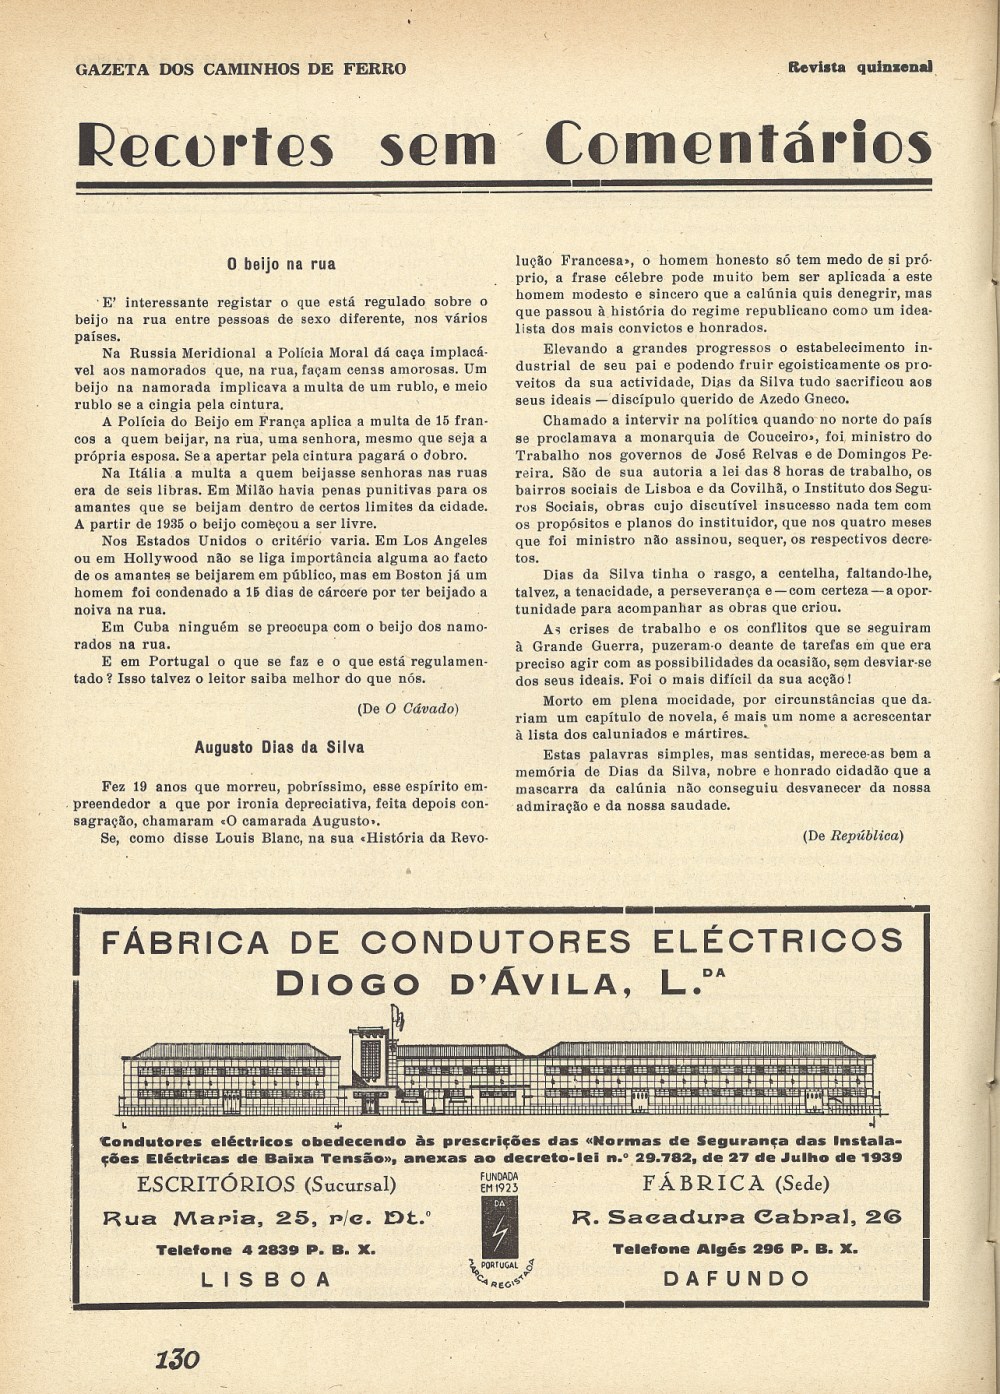 GAZETA DOS CAMINHOS DE FERRO
Revista quinzenal
Recortes sem Comentários
O beijo na rua
E' interessante registar o que está regulado sobre o
beijo na rua entre pessoas de sexo diferente, nos vários
países.
Na Russia Meridional a Polícia Moral dá caça implacá-
vel aos namorados que, na rua, façam cenas amorosas. Um
beijo na namorada implicava a multa de um rublo, e meio
rublo se a cingia pela cintura.
A Polícia do Beijo em França aplica a multa de 15 fran-
cos a quem beijar, na rua, uma senhora, mesmo que seja a
própria esposa. Se a apertar pela cintura pagará o dobro.
Na Itália a multa a quem beijasse senhoras nas ruas
era de seis libras. Em Milão havia penas punitivas para os
amantes que se beijam dentro de certos limites da cidade.
A partir de 1935 o beijo começou a ser livre.
Nos Estados Unidos o critério varia. Em Los Angeles
ou em Hollywood não se liga importância alguma ao facto
de os amantes se beijarem em público, mas em Boston já um
homem foi condenado a 15 dias de cárcere por ter beijado a
noiva na rua.
Em Cuba ninguém se preocupa com o beijo dos namo-
rados na rua.
E em Portugal o que se faz e o que está regulamen-
tado? Isso talvez o leitor saiba melhor do que nós.
(De O Cávado)
Augusto Dias da Silva
Fez 19 anos que morreu, pobríssimo, esse espírito em-
preendedor a que por ironia depreciativa, feita depois con-
sagração, chamaram «O camarada Augusto».
Se, como disse Louis Blanc, na sua «História da Revo-
lução Francesa», o homem honesto só tem medo de si pró-
prio, a frase célebre pode muito bem ser aplicada a este
homem modesto e sincero que a calúnia quis denegrir, mas
que passou à história do regime republicano como um idea-
lista dos mais convictos e honrados.
Elevando a grandes progressos o estabelecimento in-
dustrial de seu pai e podendo fruir egoisticamente os pro-
veitos da sua actividade, Dias da Silva tudo sacrificou aos
seus ideais — discípulo querido de Azedo Gneco.
Chamado a intervir na política quando no norte do país
se proclamava a monarquia de Couceiro», foi ministro do
Trabalho nos governos de José Relvas e de Domingos Pe-
reira. São de sua autoria a lei das 8 horas de trabalho, os
bairros sociais de Lisboa e da Covilhã, o Instituto dos Segu-
ros Sociais, obras cujo discutível insucesso nada tem com
os propósitos e planos do instituidor, que nos quatro meses
que foi ministro não assinou, sequer, os respectivos decre-
tos.
Dias da Silva tinha o rasgo, a centelha, faltando-lhe,
talvez, a tenacidade, a perseverança e — com certeza — a opor-
tunidade para acompanhar as obras que criou.
As crises de trabalho e os conflitos que se seguiram
à Grande Guerra, puzeram-o deante de tarefas em que era
preciso agir com as possibilidades da ocasião, sem desviar-se
dos seus ideais. Foi o mais difícil da sua acção!
Morto em plena mocidade, por circunstâncias que da-
riam um capítulo de novela, é mais um nome a acrescentar
à lista dos caluniados e mártires.
Estas palavras simples, mas sentidas, merece-as bem a
memória de Dias da Silva, nobre e honrado cidadão que a
mascarra da calúnia não conseguiu desvanecer da nossa
admiração e da nossa saudade.
(De República)
FÁBRICA DE CONDUTORES ELÉCTRICOS
DIOGO D'ÁVILA, L.DA
Condutores eléctricos obedecendo às prescrições das «Normas de Segurança das Instala-
ções Eléctricas de Baixa Tensão», anexas ao decreto-lei n.º 29.782, de 27 de Julho de 1939
ESCRITÓRIOS (Sucursal)
Rua Maria, 25, r/c. Dt.º
Telefone 4 2839 P. B. X.
LISBOA
FUNDADA
EM 1923
DA
PORTUGAL
MARCA REGISTADA
FÁBRICA (Sede)
R. Sacadura Cabral, 26
Telefone Algés 296 P. B. X.
DAFUNDO
130